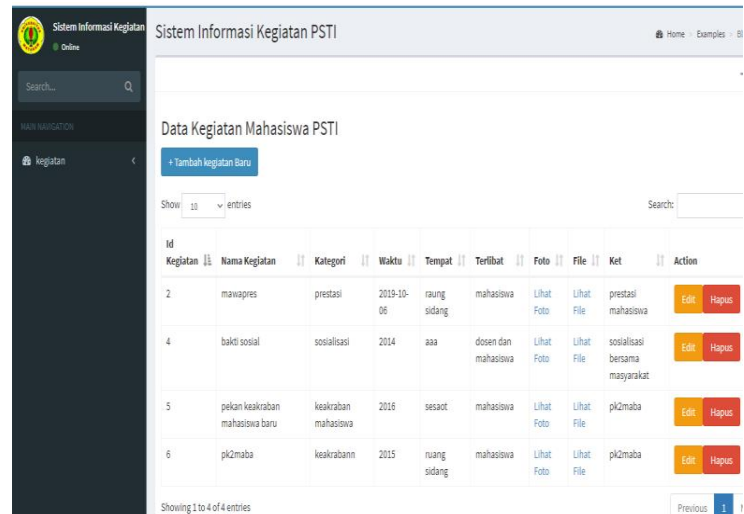 Sistem Informasi Kegiatan
Online
Search...
MAIN NAVIGATION
kegiatan
Sistem Informasi Kegiatan PSTI
Home > Examples >
Data Kegiatan Mahasiswa PSTI
+ Tambah kegiatan Baru
Show 10 entries
Search:
Id Kegiatan Nama Kegiatan Kategori Waktu Tempat Terlibat Foto File Ket Action
2 mawapres prestasi 2019-10- raung mahasiswa Lihat Lihat prestasi Edit Hapus
06 sidang Foto File mahasiswa
4 bakti sosial sosialisasi 2014 aaa dosen dan Lihat Lihat sosialisasi Edit Hapus
mahasiswa Foto File bersama
masyarakat
5 pekan keakraban keakraban 2016 sesaot mahasiswa Lihat Lihat pk2maba Edit Hapus
mahasiswa baru mahasiswa Foto File
6 pk2maba keakrabann 2015 ruang mahasiswa Lihat Lihat pk2maba Edit Hapus
sidang Foto File
Showing 1 to 4 of 4 entries
Previous 1